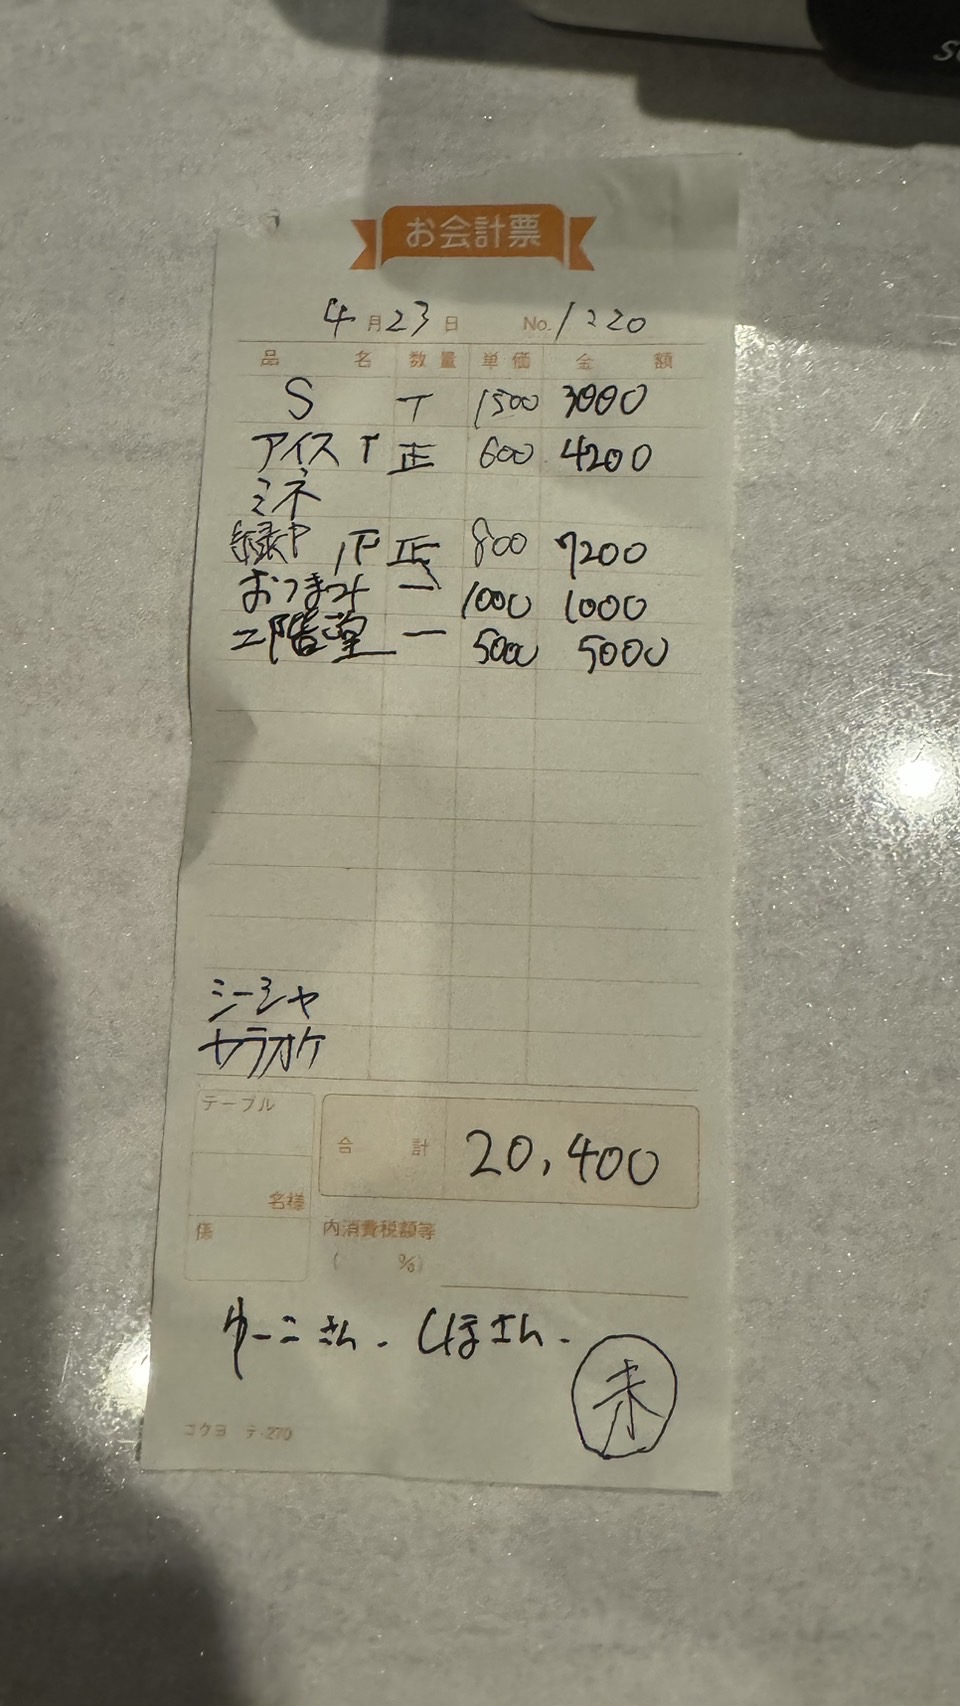 お会計票
4月23日 No.1220
品名 数量 単価 金額
S T 1500 3000
アイス T 正 600 4200
ミネ
緑P 正 800 7200
おつまみ 一 1000 1000
二階堂 一 5000 5000
シーシャ
カラオケ
テーブル
合計 20,400
名様
係 内消費税額等
( %)
ゆーこさん. しほさん.
未
コクヨ テ-270